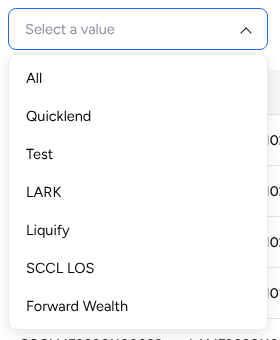 Select a value
All
Quicklend
Test
LARK
Liquify
SCCL LOS
Forward Wealth